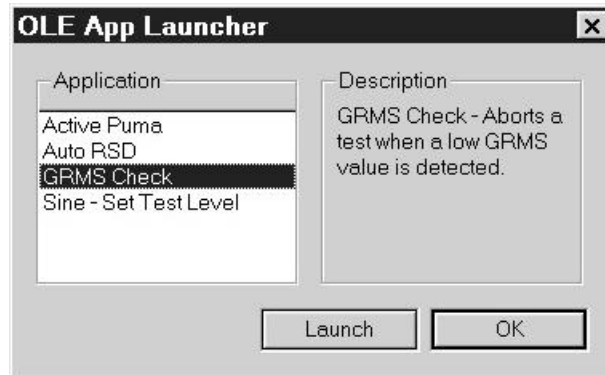 OLE App Launcher
Application
Active Puma
Auto RSD
GRMS Check
Sine - Set Test Level
Description
GRMS Check - Aborts a
test when a low GRMS
value is detected.
Launch
OK